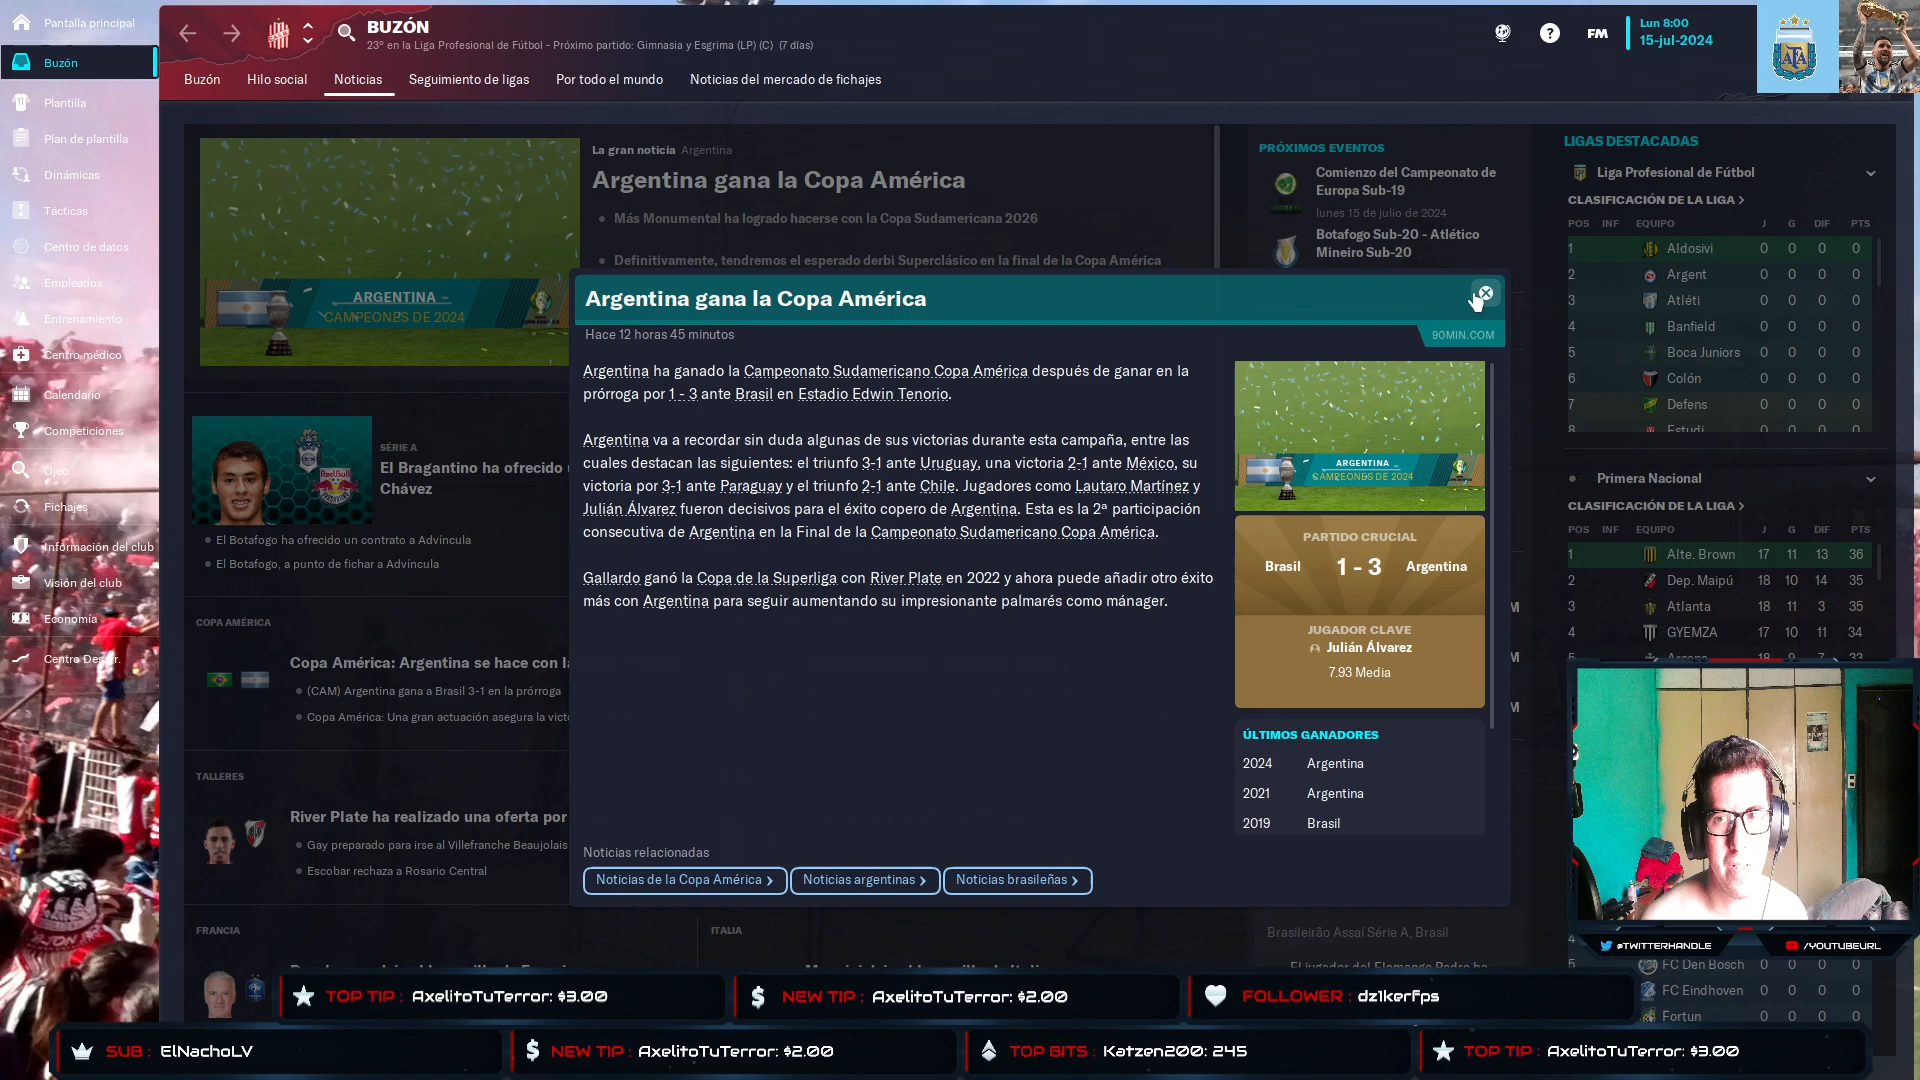 Pantalla principal
Buzón
Plantilla
Plan de plantilla
Dinámicas
Tácticas
Centro de datos
Empleados
Entrenamiento
Centro médico
Calendario
Competiciones
Ojeo
Fichajes
Información del club
Visión del club
Economía
BUZÓN
23º en la Liga Profesional de Fútbol - Próximo partido: Gimnasia y Esgrima (LP) (C) (7 días)
FM
Lun 8:00
15-jul-2024
Buzón
Hilo social
Noticias
Seguimiento de ligas
Por todo el mundo
Noticias del mercado de fichajes
ARGENTINA
CAMPEONES DE 2024
La gran noticia Argentina
Argentina gana la Copa América
Más Monumental ha logrado hacerse con la Copa Sudamericana 2026
Definitivamente, tendremos el esperado derbi Superclásico en la final de la Copa América
SÉRIE A
El Bragantino ha ofrecido
Chávez
El Botafogo ha ofrecido un contrato a Advíncula
El Botafogo, a punto de fichar a Advíncula
COPA AMÉRICA
Copa América: Argentina se hace con l
(CAM) Argentina gana a Brasil 3-1 en la prórroga
Copa América: Una gran actuación asegura la victo
TALLERES
River Plate ha realizado una oferta por
Gay preparado para irse al Villefranche Beaujolais
Escobar rechaza a Rosario Central
FRANCIA
ITALIA
Argentina gana la Copa América
Hace 12 horas 45 minutos
90MIN.COM
Argentina ha ganado la Campeonato Sudamericano Copa América después de ganar en la
prórroga por 1 - 3 ante Brasil en Estadio Edwin Tenorio.
Argentina va a recordar sin duda algunas de sus victorias durante esta campaña, entre las
cuales destacan las siguientes: el triunfo 3-1 ante Uruguay, una victoria 2-1 ante México, su
victoria por 3-1 ante Paraguay y el triunfo 2-1 ante Chile. Jugadores como Lautaro Martínez y
Julián Álvarez fueron decisivos para el éxito copero de Argentina. Esta es la 2ª participación
consecutiva de Argentina en la Final de la Campeonato Sudamericano Copa América.
Gallardo ganó la Copa de la Superliga con River Plate en 2022 y ahora puede añadir otro éxito
más con Argentina para seguir aumentando su impresionante palmarés como mánager.
ARGENTINA
CAMPEONES DE 2024
PARTIDO CRUCIAL
Brasil 1 - 3 Argentina
JUGADOR CLAVE
Julián Álvarez
7.93 Media
ÚLTIMOS GANADORES
2024 Argentina
2021 Argentina
2019 Brasil
Noticias relacionadas
Noticias de la Copa América
Noticias argentinas
Noticias brasileñas
PRÓXIMOS EVENTOS
Comienzo del Campeonato de
Europa Sub-19
lunes 15 de julio de 2024
Botafogo Sub-20 - Atlético
Mineiro Sub-20
Brasileirão Assaí Série A, Brasil
LIGAS DESTACADAS
Liga Profesional de Fútbol
CLASIFICACIÓN DE LA LIGA
POS INF EQUIPO J G DIF PTS
1 Aldosivi 0 0 0 0
2 Argent 0 0 0 0
3 Atléti 0 0 0 0
4 Banfield 0 0 0 0
5 Boca Juniors 0 0 0 0
6 Colón 0 0 0 0
7 Defens 0 0 0 0
8 Estudi 0 0 0 0
Primera Nacional
CLASIFICACIÓN DE LA LIGA
POS INF EQUIPO J G DIF PTS
1 Alte. Brown 17 11 13 36
2 Dep. Maipú 18 10 14 35
3 Atlanta 18 11 3 35
4 GYEMZA 17 10 11 34
@TWITTERHANDLE
/YOUTUBEURL
4
5 FC Den Bosch 0 0 0 0
FC Eindhoven 0 0 0 0
Fortun 0 0 0 0
TOP TIP : AxelitoTuTerror: $3.00
NEW TIP : AxelitoTuTerror: $2.00
FOLLOWER : dz1kerfps
SUB : ElNachoLV
NEW TIP : AxelitoTuTerror: $2.00
TOP BITS : Katzen200: 245
TOP TIP : AxelitoTuTerror: $3.00